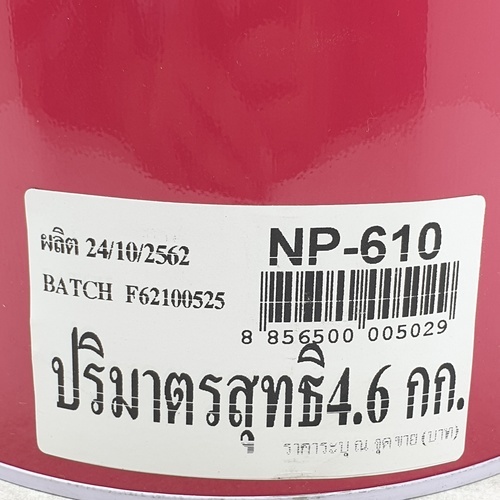 ผลิต 24/10/2562
NP-610
BATCH F62100525
8 856500 005029
ปริมาตรสุทธิ4.6 กก.
ราคาระบุ ณ จุดขาย (บาท)